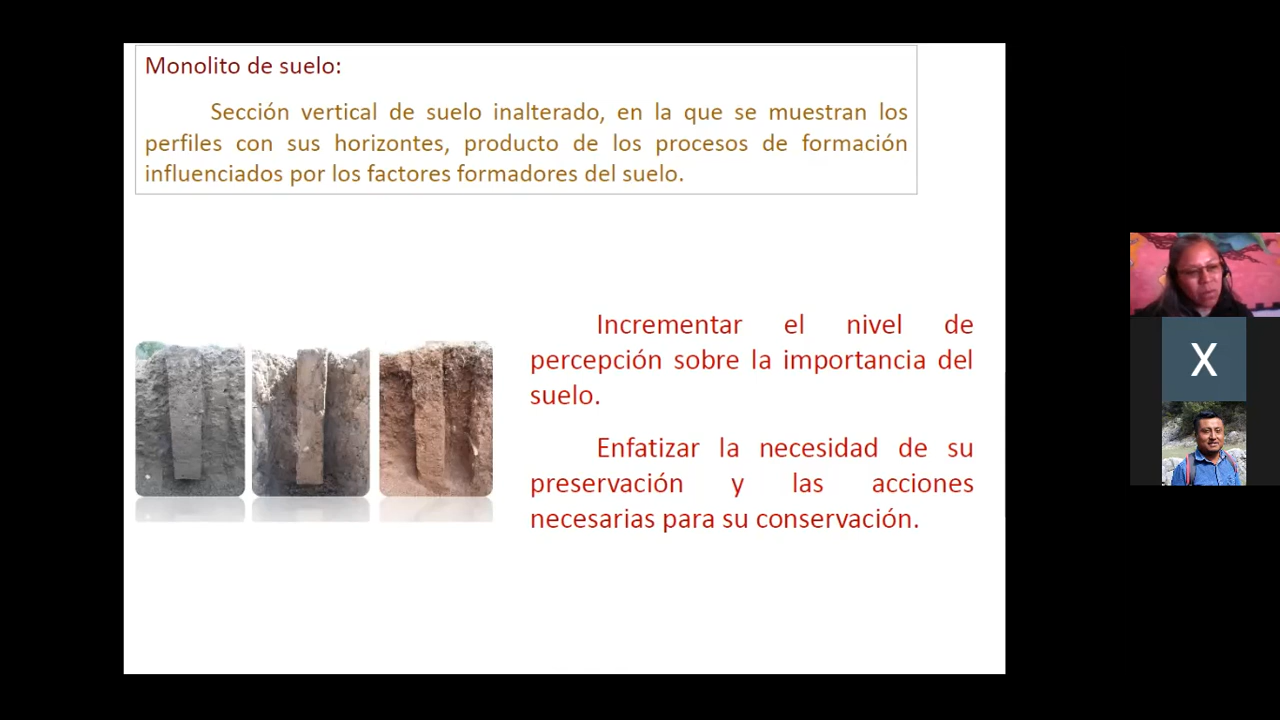 Monolito de suelo:
Sección vertical de suelo inalterado, en la que se muestran los
perfiles con sus horizontes, producto de los procesos de formación
influenciados por los factores formadores del suelo.
Incrementar el nivel de
percepción sobre la importancia del
suelo.
Enfatizar la necesidad de su
preservación y las acciones
necesarias para su conservación.
X